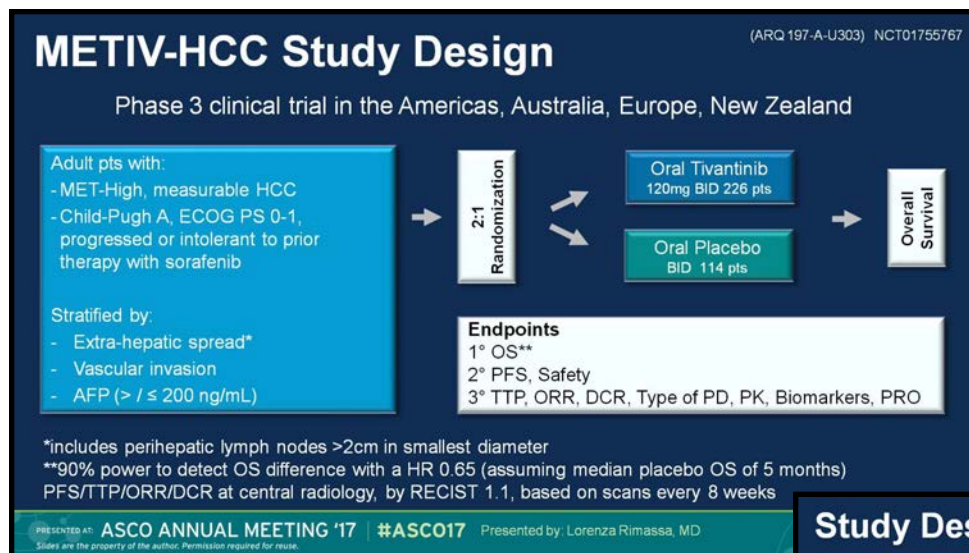 METIV-HCC Study Design
(ARQ 197-A-U303) NCT01755767
Phase 3 clinical trial in the Americas, Australia, Europe, New Zealand
Adult pts with:
- MET-High, measurable HCC
- Child-Pugh A, ECOG PS 0-1,
progressed or intolerant to prior
therapy with sorafenib
Stratified by:
- Extra-hepatic spread*
- Vascular invasion
- AFP (> / ≤ 200 ng/mL)
2:1
Randomization
Oral Tivantinib
120mg BID 226 pts
Oral Placebo
BID 114 pts
Overall
Survival
Endpoints
1° OS**
2° PFS, Safety
3° TTP, ORR, DCR, Type of PD, PK, Biomarkers, PRO
*includes perihepatic lymph nodes >2cm in smallest diameter
**90% power to detect OS difference with a HR 0.65 (assuming median placebo OS of 5 months)
PFS/TTP/ORR/DCR at central radiology, by RECIST 1.1, based on scans every 8 weeks
PRESENTED AT: ASCO ANNUAL MEETING '17 | #ASCO17 Presented by: Lorenza Rimassa, MD
Slides are the property of the author. Permission required for reuse.
Study Des